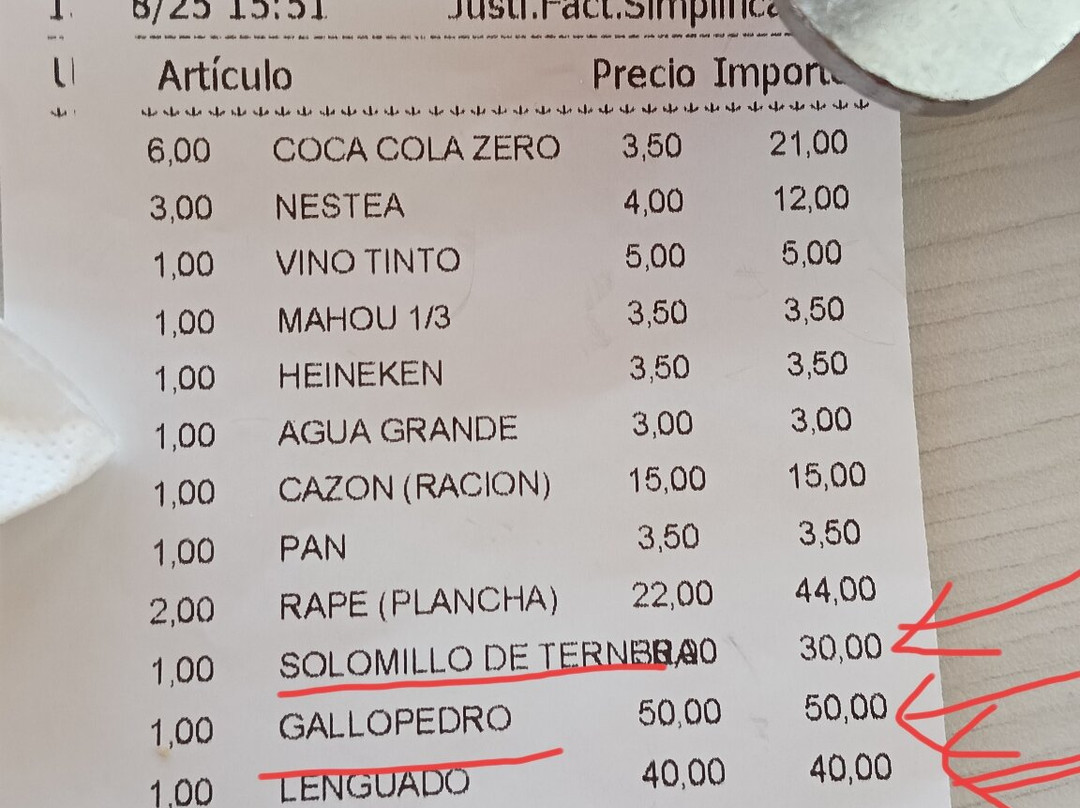 8/25 15:51 Justi.Fact.Simplifica
Artículo Precio Importe
6,00 COCA COLA ZERO 3,50 21,00
3,00 NESTEA 4,00 12,00
1,00 VINO TINTO 5,00 5,00
1,00 MAHOU 1/3 3,50 3,50
1,00 HEINEKEN 3,50 3,50
1,00 AGUA GRANDE 3,00 3,00
1,00 CAZON (RACION) 15,00 15,00
1,00 PAN 3,50 3,50
2,00 RAPE (PLANCHA) 22,00 44,00
1,00 SOLOMILLO DE TERNERA 30,00 30,00
1,00 GALLOPEDRO 50,00 50,00
1,00 LENGUADO 40,00 40,00